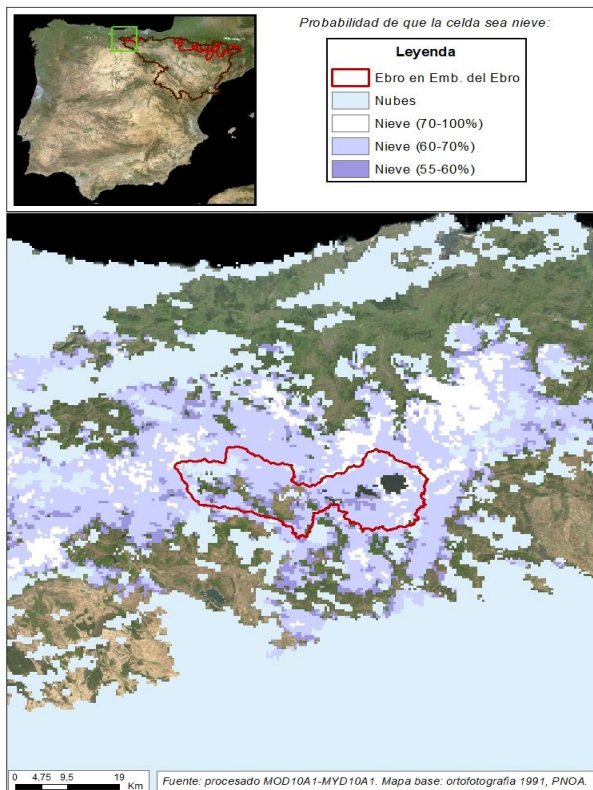 Probabilidad de que la celda sea nieve:
Leyenda
Ebro en Emb. del Ebro
Nubes
Nieve (70-100%)
Nieve (60-70%)
Nieve (55-60%)
0 4,75 9,5 19
Km
Fuente: procesado MOD10A1-MYD10A1. Mapa base: ortofotografía 1991, PNOA.